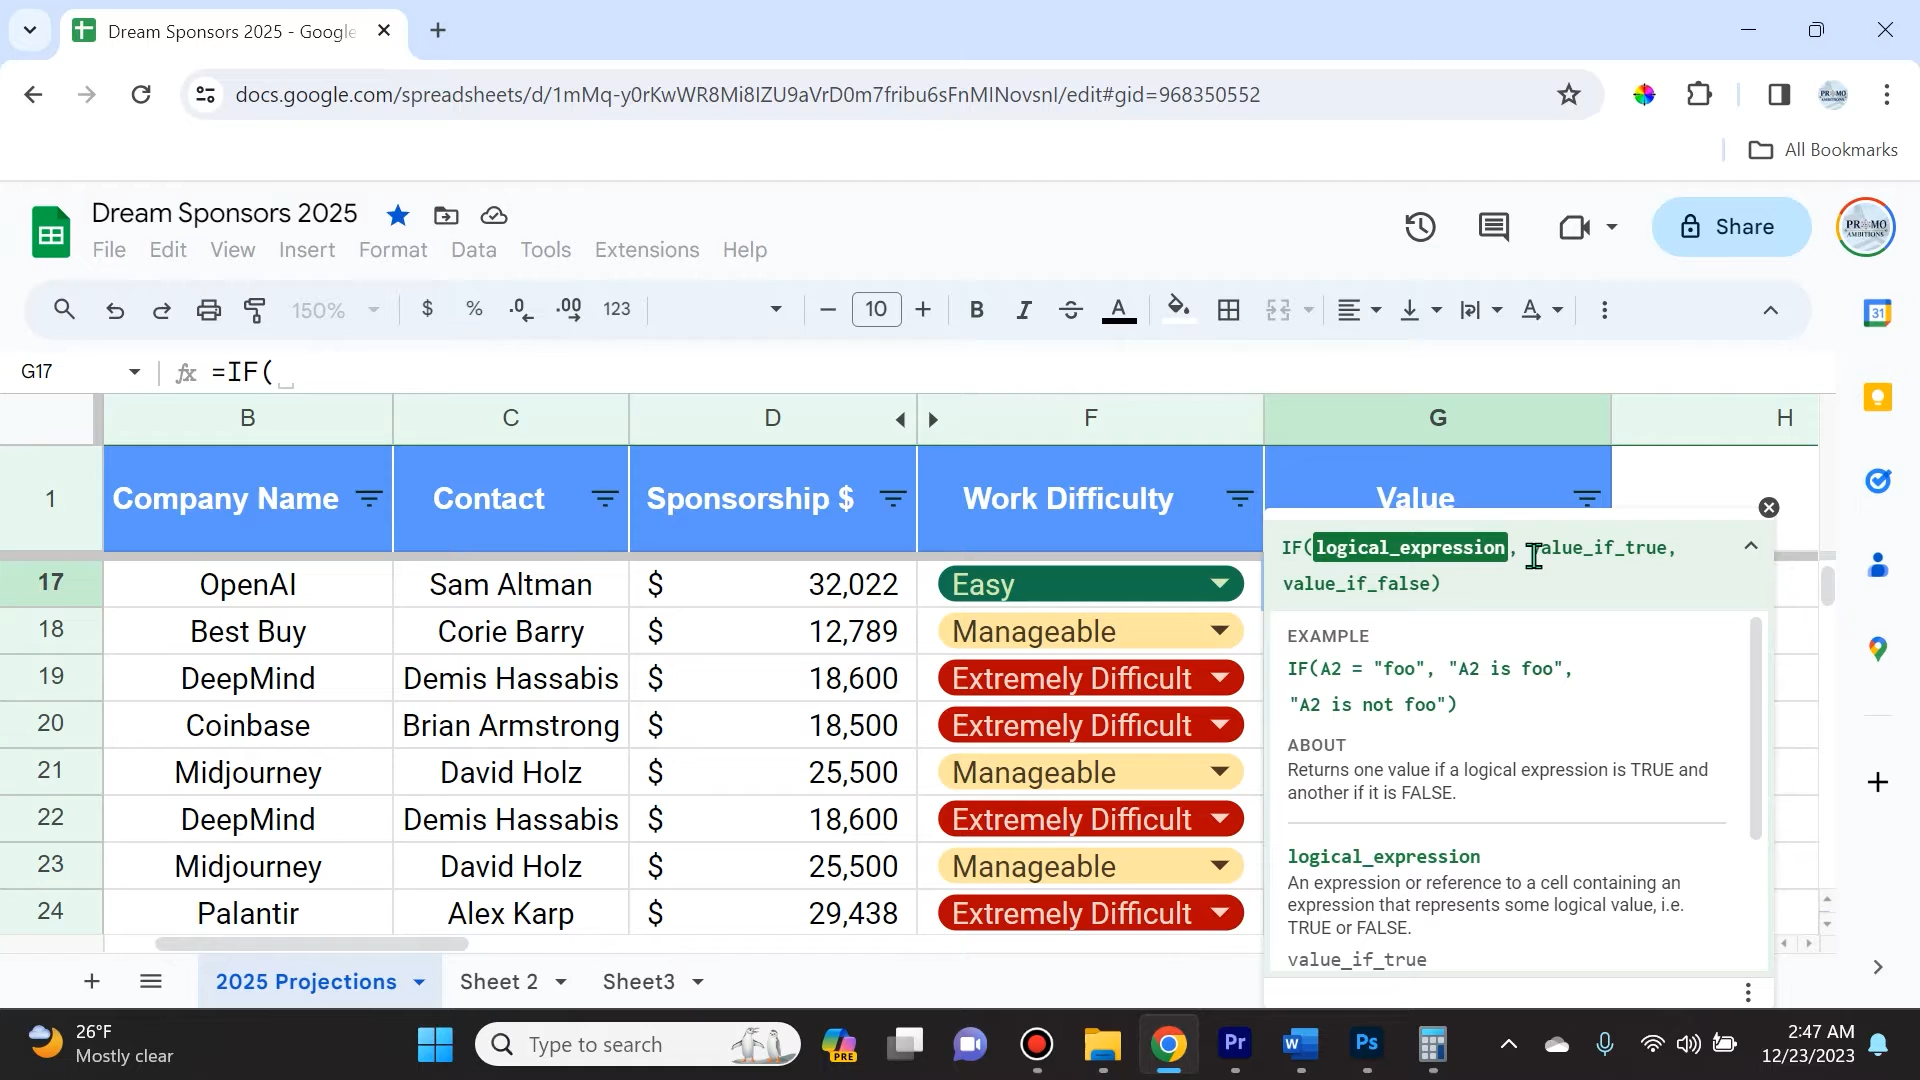 Dream Sponsors 2025 - Google
docs.google.com/spreadsheets/d/1mMq-y0rKwWR8Mi8IZU9aVrD0m7fribu6sFnMINovsnI/edit#gid=968350552
All Bookmarks
Dream Sponsors 2025
File Edit View Insert Format Data Tools Extensions Help
Share
PROMO
AMBITIONS
150% $ % .0 .00 123 10 B I A
31
G17 fx =IF(
B C D F G H
1 Company Name Contact Sponsorship $ Work Difficulty Value
17 OpenAI Sam Altman $ 32,022 Easy
18 Best Buy Corie Barry $ 12,789 Manageable
19 DeepMind Demis Hassabis $ 18,600 Extremely Difficult
20 Coinbase Brian Armstrong $ 18,500 Extremely Difficult
21 Midjourney David Holz $ 25,500 Manageable
22 DeepMind Demis Hassabis $ 18,600 Extremely Difficult
23 Midjourney David Holz $ 25,500 Manageable
24 Palantir Alex Karp $ 29,438 Extremely Difficult
IF(logical_expression, value_if_true,
value_if_false)
EXAMPLE
IF(A2 = "foo", "A2 is foo",
"A2 is not foo")
ABOUT
Returns one value if a logical expression is TRUE and
another if it is FALSE.
logical_expression
An expression or reference to a cell containing an
expression that represents some logical value, i.e.
TRUE or FALSE.
value_if_true
2025 Projections Sheet 2 Sheet3
26°F
Mostly clear
Type to search
PRE
Pr
W
Ps
2:47 AM
12/23/2023